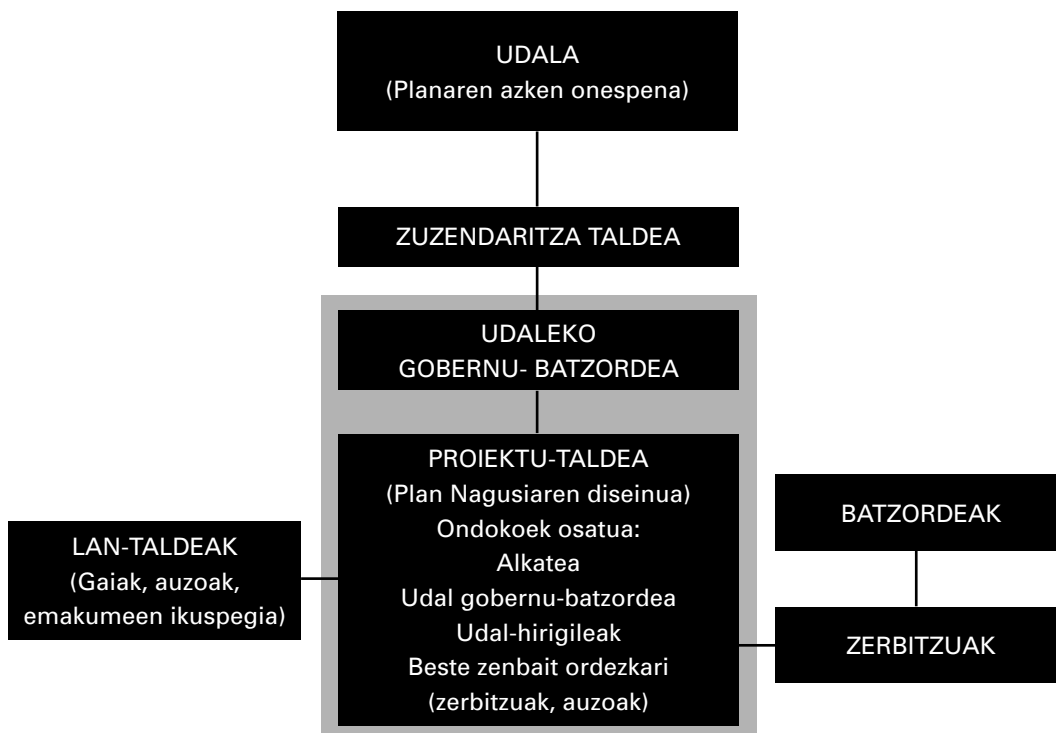 UDALA
(Planaren azken onespena)
ZUZENDARITZA TALDEA
UDALEKO
GOBERNU- BATZORDEA
PROIEKTU-TALDEA
(Plan Nagusiaren diseinua)
Ondokoek osatua:
Alkatea
Udal gobernu-batzordea
Udal-hirigileak
Beste zenbait ordezkari
(zerbitzuak, auzoak)
LAN-TALDEAK
(Gaiak, auzoak,
emakumeen ikuspegia)
BATZORDEAK
ZERBITZUAK